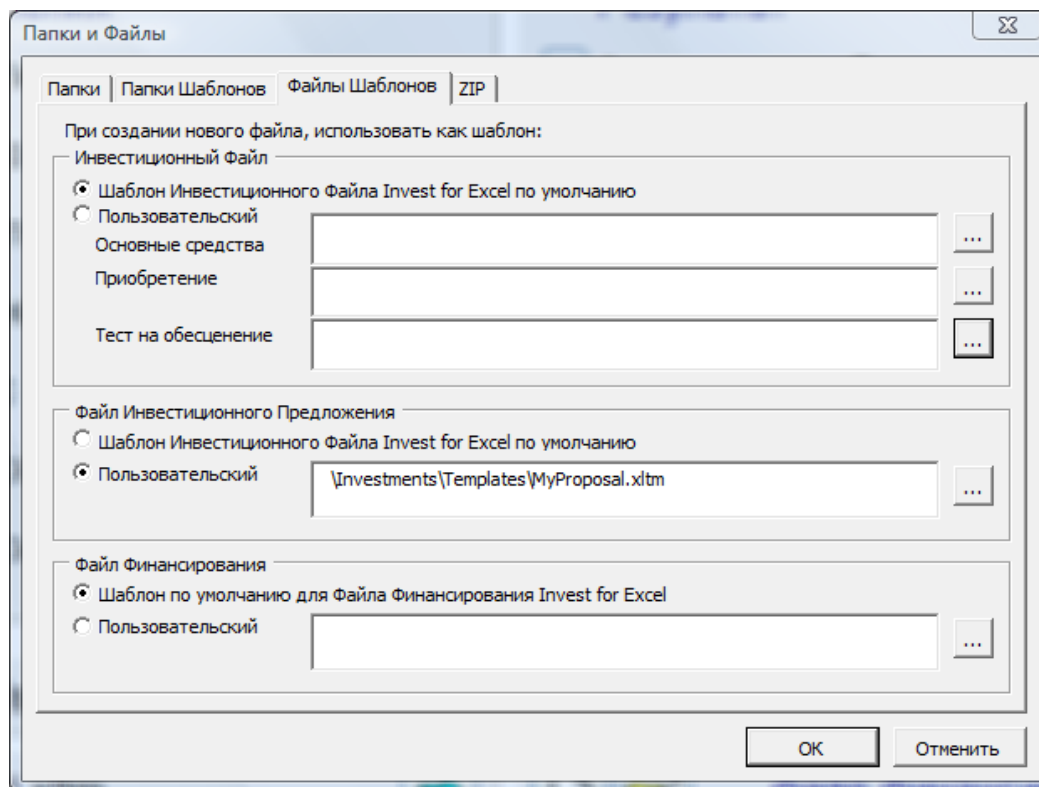 Папки и Файлы
Папки
Папки Шаблонов
Файлы Шаблонов
ZIP
При создании нового файла, использовать как шаблон:
Инвестиционный Файл
Шаблон Инвестиционного Файла Invest for Excel по умолчанию
Пользовательский
Основные средства
...
Приобретение
...
Тест на обесценение
...
Файл Инвестиционного Предложения
Шаблон Инвестиционного Файла Invest for Excel по умолчанию
Пользовательский
\Investments\Templates\MyProposal.xltm
...
Файл Финансирования
Шаблон по умолчанию для Файла Финансирования Invest for Excel
Пользовательский
...
OK
Отменить